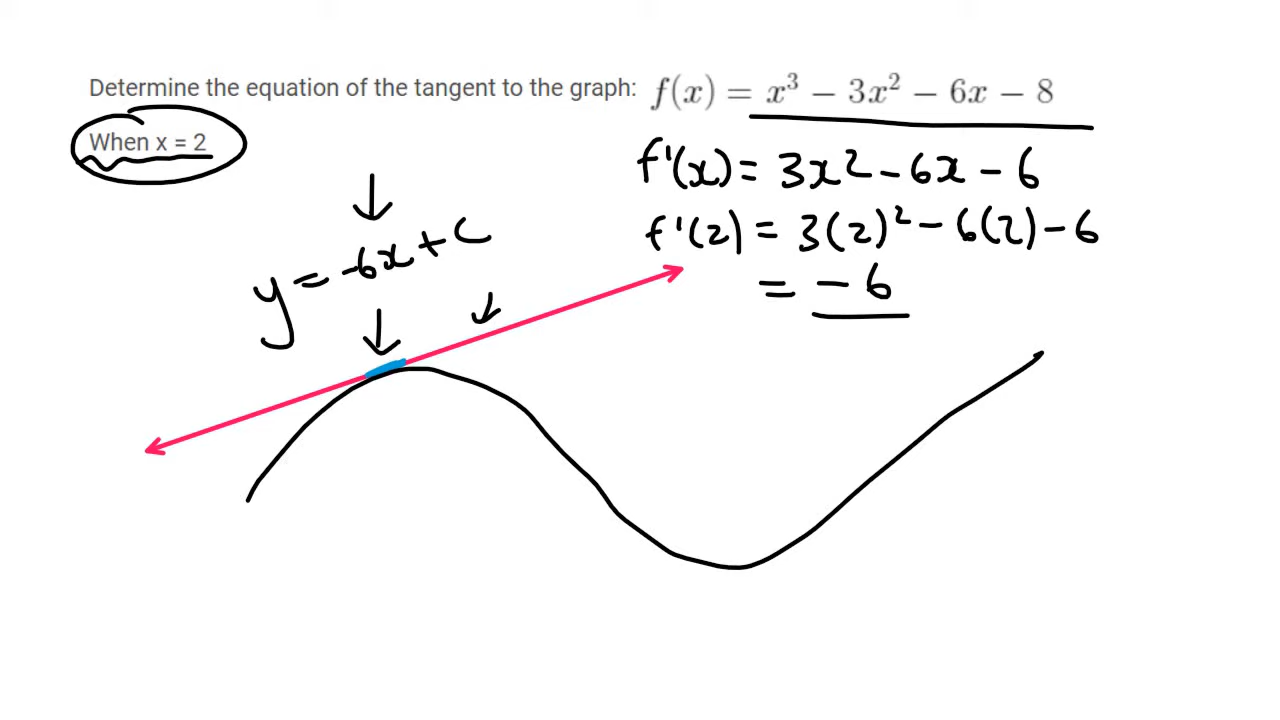 Determine the equation of the tangent to the graph: f(x) = x³ − 3x² − 6x − 8
When x = 2
f'(x) = 3x² - 6x - 6
f'(2) = 3(2)² - 6(2) - 6
= - 6
y = -6x + c